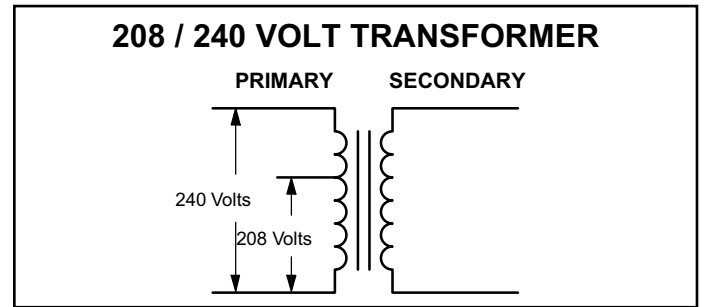 208 / 240 VOLT TRANSFORMER
PRIMARY SECONDARY
240 Volts
208 Volts